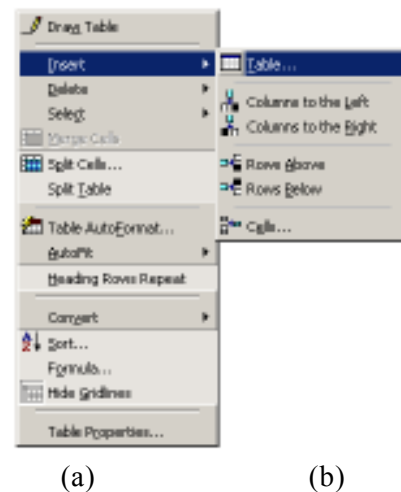 Draw Table
Insert
Delete
Select
Merge Cells
Split Cells...
Split Table
Table AutoFormat...
AutoFit
Heading Rows Repeat
Convert
Sort...
Formula...
Hide Gridlines
Table Properties...
Table...
Columns to the Left
Columns to the Right
Rows Above
Rows Below
Cells...
(a) (b)